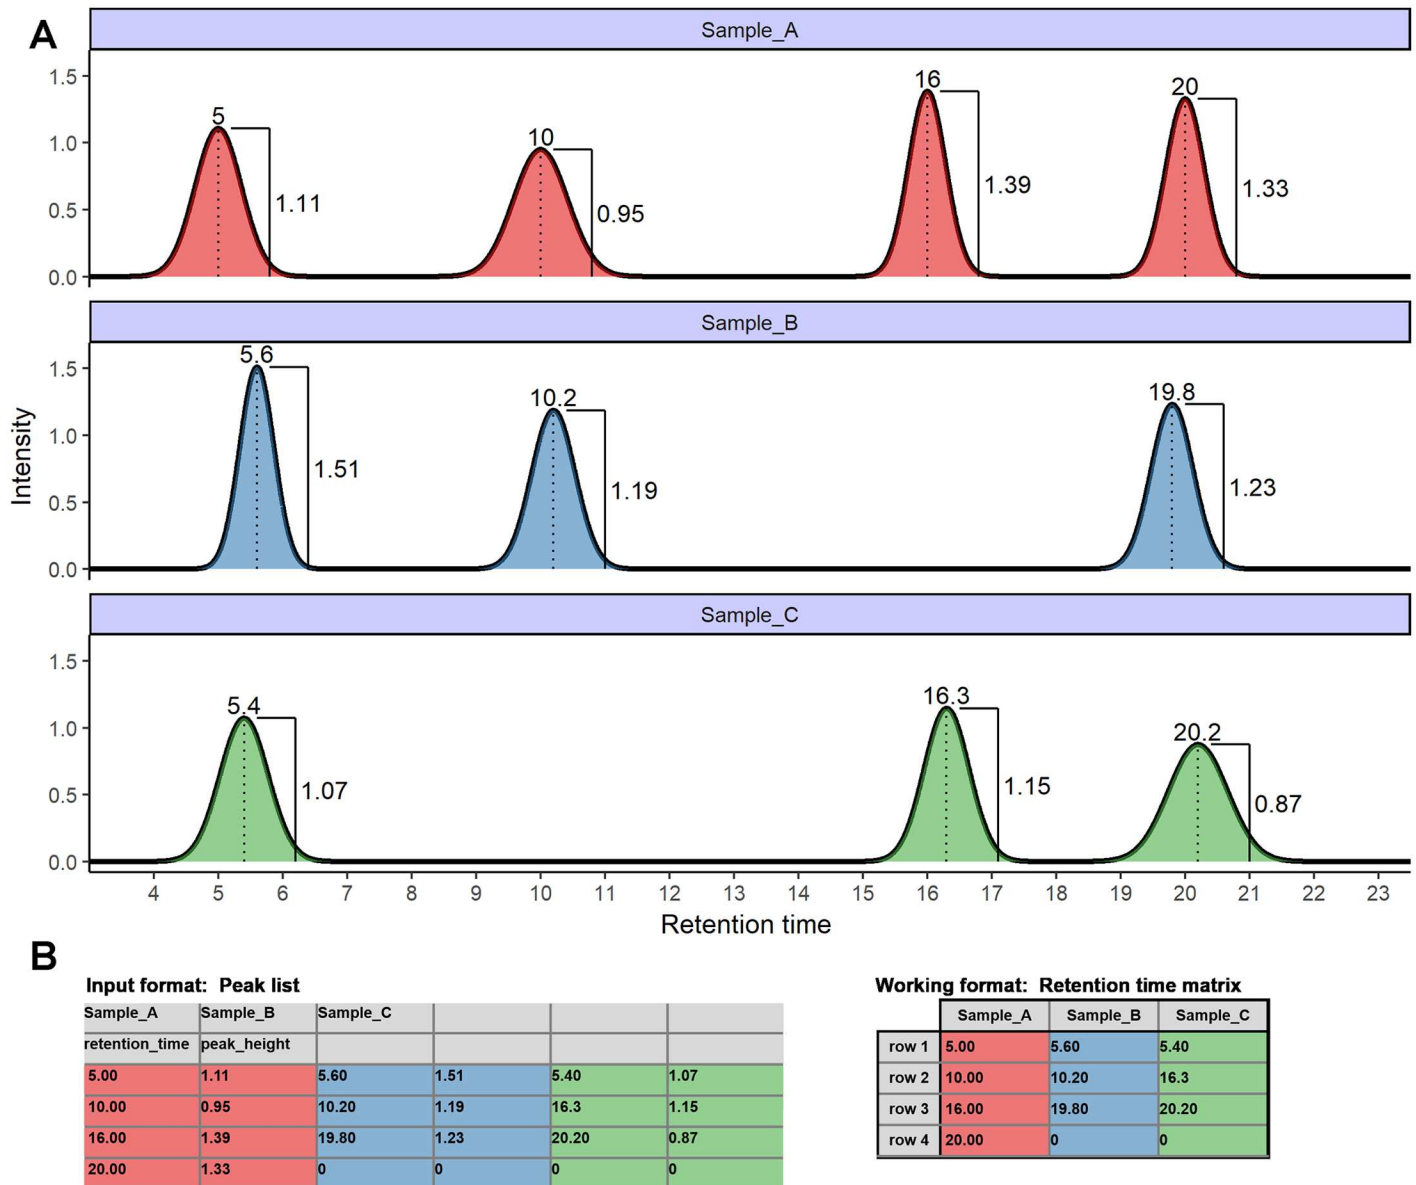 A
Sample_A
1.5
1.0
0.5
0.0
5
1.11
10
0.95
16
1.39
20
1.33
Sample_B
Intensity
1.5
1.0
0.5
0.0
5.6
1.51
10.2
1.19
19.8
1.23
Sample_C
1.5
1.0
0.5
0.0
5.4
1.07
16.3
1.15
20.2
0.87
4 5 6 7 8 9 10 11 12 13 14 15 16 17 18 19 20 21 22 23
Retention time
B
Input format: Peak list
Sample_A Sample_B Sample_C
retention_time peak_height
5.00 1.11 5.60 1.51 5.40 1.07
10.00 0.95 10.20 1.19 16.3 1.15
16.00 1.39 19.80 1.23 20.20 0.87
20.00 1.33 0 0 0 0
Working format: Retention time matrix
Sample_A Sample_B Sample_C
row 1 5.00 5.60 5.40
row 2 10.00 10.20 16.3
row 3 16.00 19.80 20.20
row 4 20.00 0 0